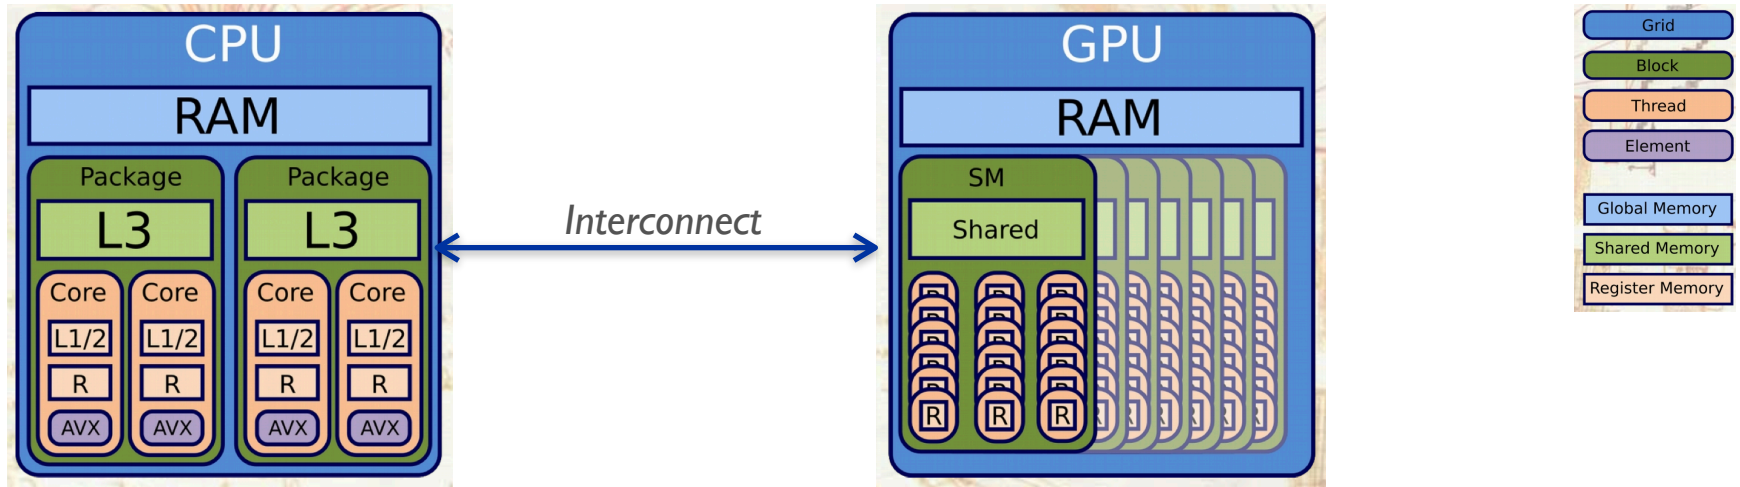 CPU
RAM
Package
Package
L3
L3
Core
Core
Core
Core
L1/2
L1/2
L1/2
L1/2
R
R
R
R
AVX
AVX
AVX
AVX
Interconnect
GPU
RAM
SM
Shared
R
R
R
Grid
Block
Thread
Element
Global Memory
Shared Memory
Register Memory